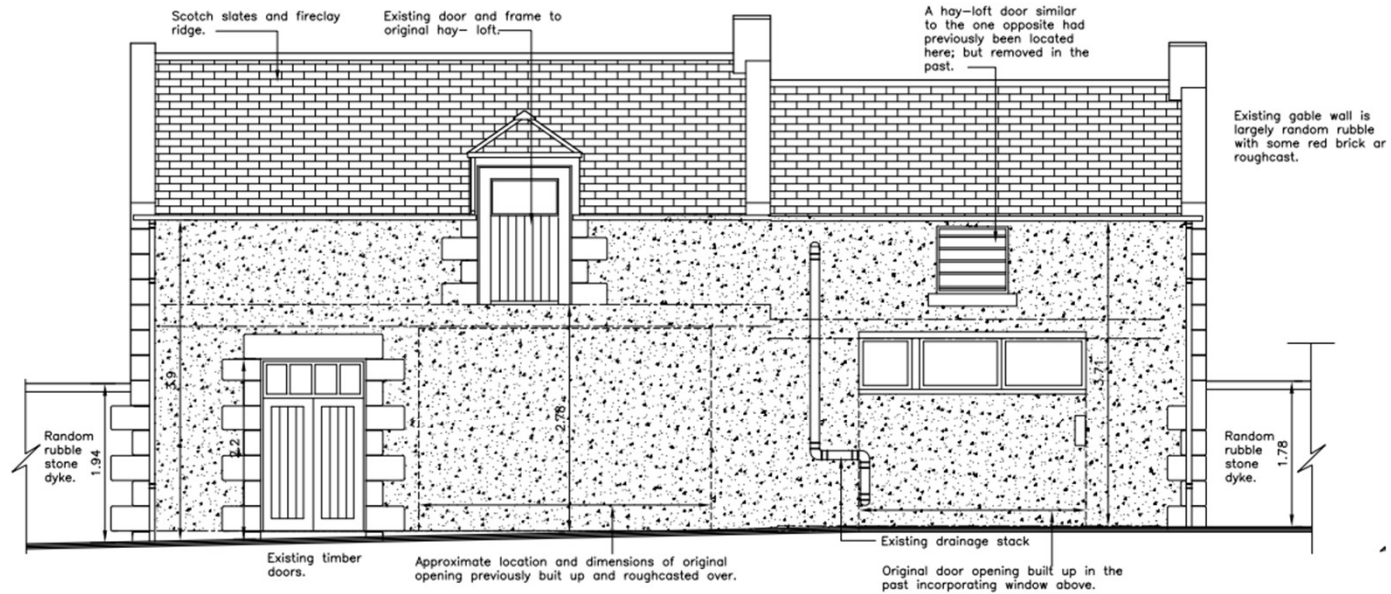 Scotch slates and fireclay
ridge.
Existing door and frame to
original hay- loft.
A hay-loft door similar
to the one opposite had
previously been located
here; but removed in the
past.
Existing gable wall is
largely random rubble
with some red brick ar
roughcast.
3.9
2.2
2.78
3.71
1.94
1.78
Random
rubble
stone
dyke.
Random
rubble
stone
dyke.
Existing timber
doors.
Approximate location and dimensions of original
opening previously buit up and roughcasted over.
Existing drainage stack
Original door opening built up in the
past incorporating window above.